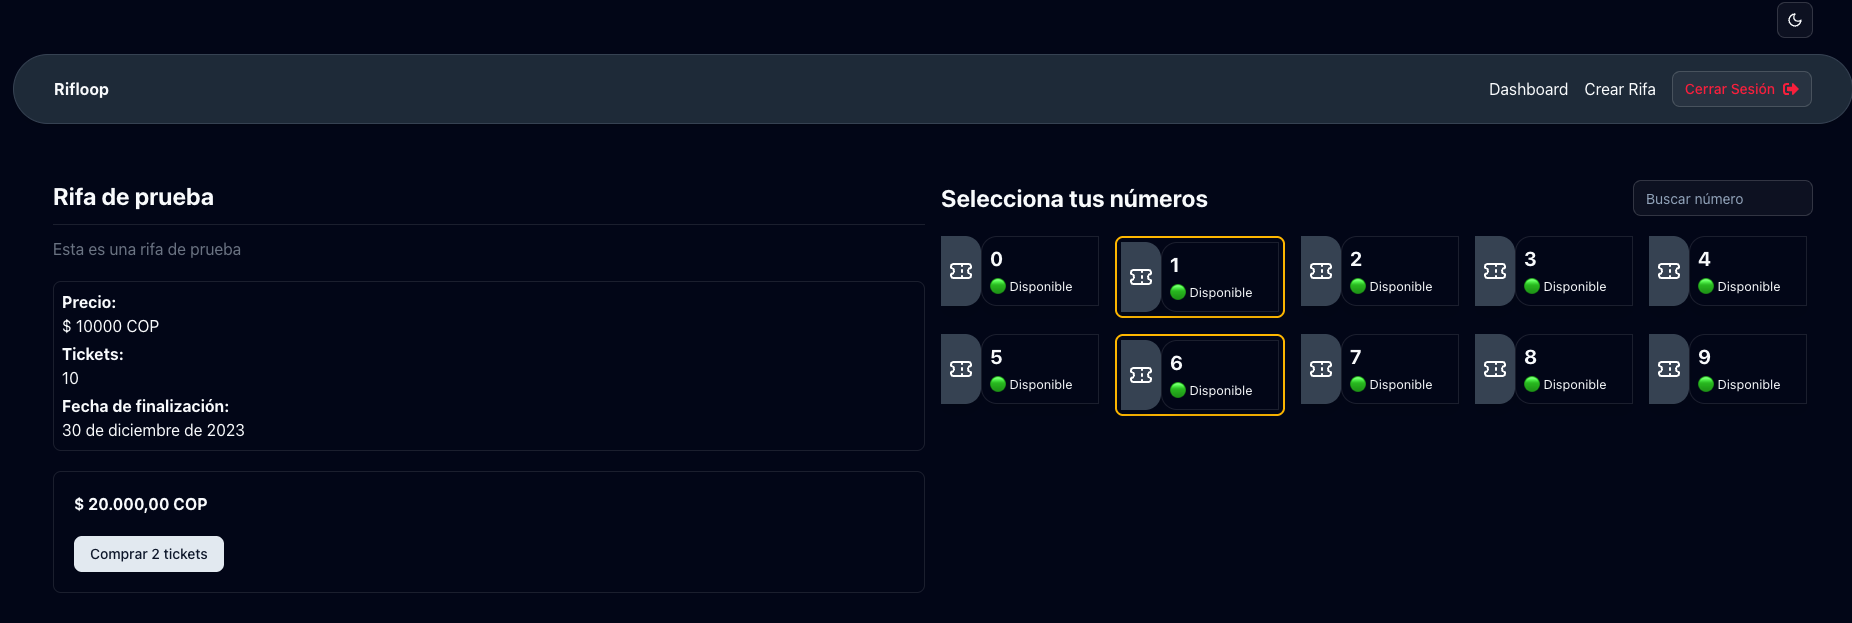 Rifloop
Dashboard
Crear Rifa
Cerrar Sesión
Rifa de prueba
Esta es una rifa de prueba
Precio:
$ 10000 COP
Tickets:
10
Fecha de finalización:
30 de diciembre de 2023
$ 20.000,00 COP
Comprar 2 tickets
Selecciona tus números
Buscar número
0
Disponible
1
Disponible
2
Disponible
3
Disponible
4
Disponible
5
Disponible
6
Disponible
7
Disponible
8
Disponible
9
Disponible